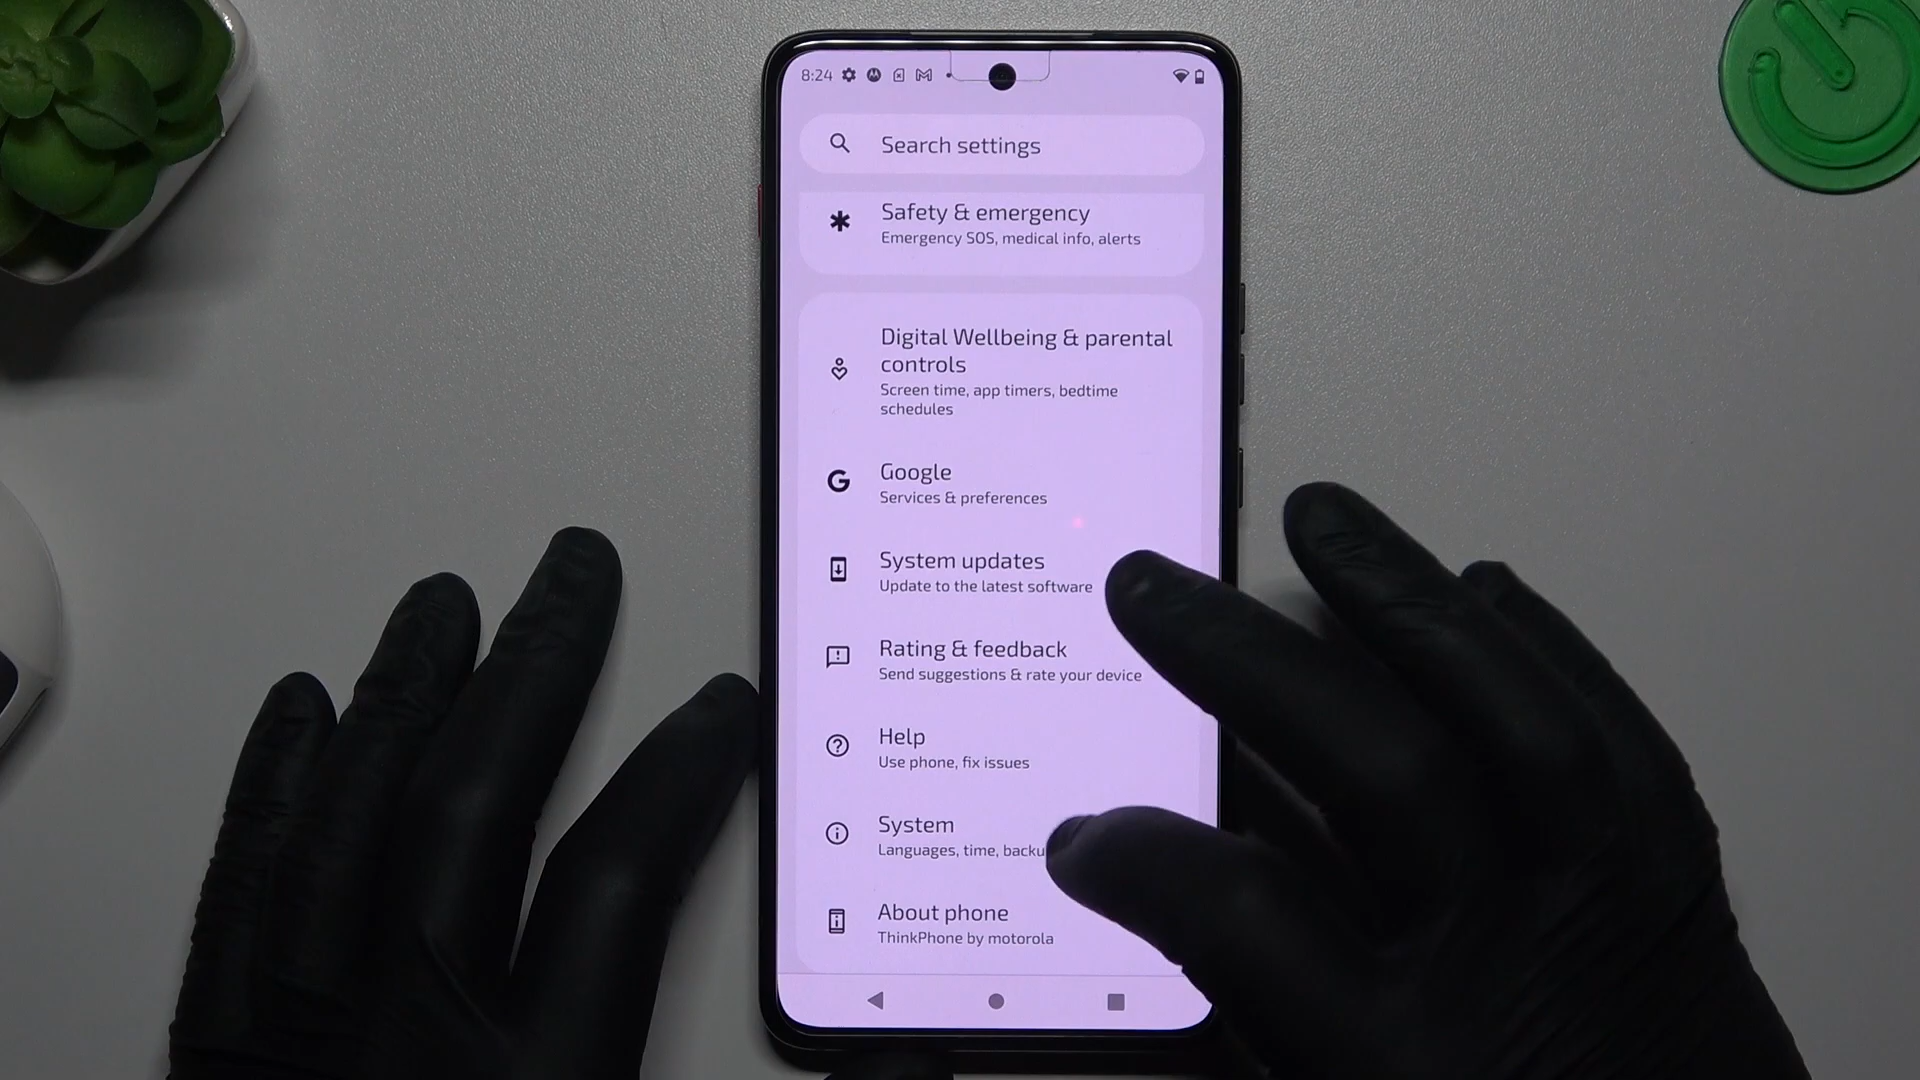 8:24
Search settings
Safety & emergency
Emergency SOS, medical info, alerts
Digital Wellbeing & parental
controls
Screen time, app timers, bedtime
schedules
Google
Services & preferences
System updates
Update to the latest software
Rating & feedback
Send suggestions & rate your device
Help
Use phone, fix issues
System
Languages, time, backu
About phone
ThinkPhone by motorola